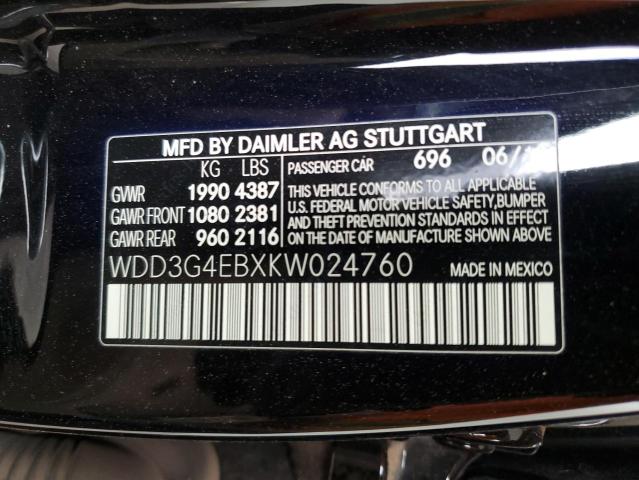 MFD BY DAIMLER AG STUTTGART
KG LBS PASSENGER CAR 696 06/
GVWR 1990 4387 THIS VEHICLE CONFORMS TO ALL APPLICABLE
GAWR FRONT 1080 2381 U.S. FEDERAL MOTOR VEHICLE SAFETY, BUMPER
GAWR REAR 960 2116 AND THEFT PREVENTION STANDARDS IN EFFECT
ON THE DATE OF MANUFACTURE SHOWN ABOVE.
WDD3G4EBXKW024760 MADE IN MEXICO